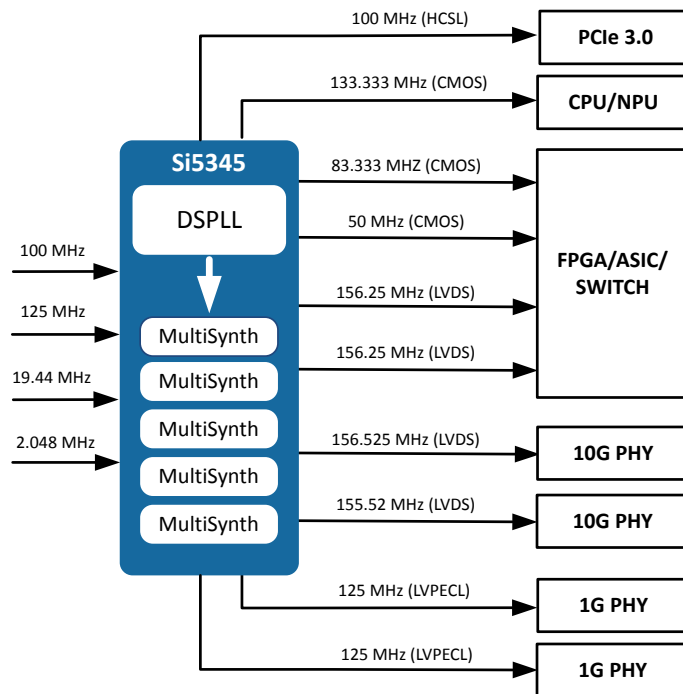 100 MHz (HCSL)
PCIe 3.0
133.333 MHz (CMOS)
CPU/NPU
Si5345
DSPLL
MultiSynth
MultiSynth
MultiSynth
MultiSynth
MultiSynth
100 MHz
125 MHz
19.44 MHz
2.048 MHz
83.333 MHZ (CMOS)
50 MHz (CMOS)
156.25 MHz (LVDS)
156.25 MHz (LVDS)
FPGA/ASIC/
SWITCH
156.525 MHz (LVDS)
10G PHY
155.52 MHz (LVDS)
10G PHY
125 MHz (LVPECL)
1G PHY
125 MHz (LVPECL)
1G PHY